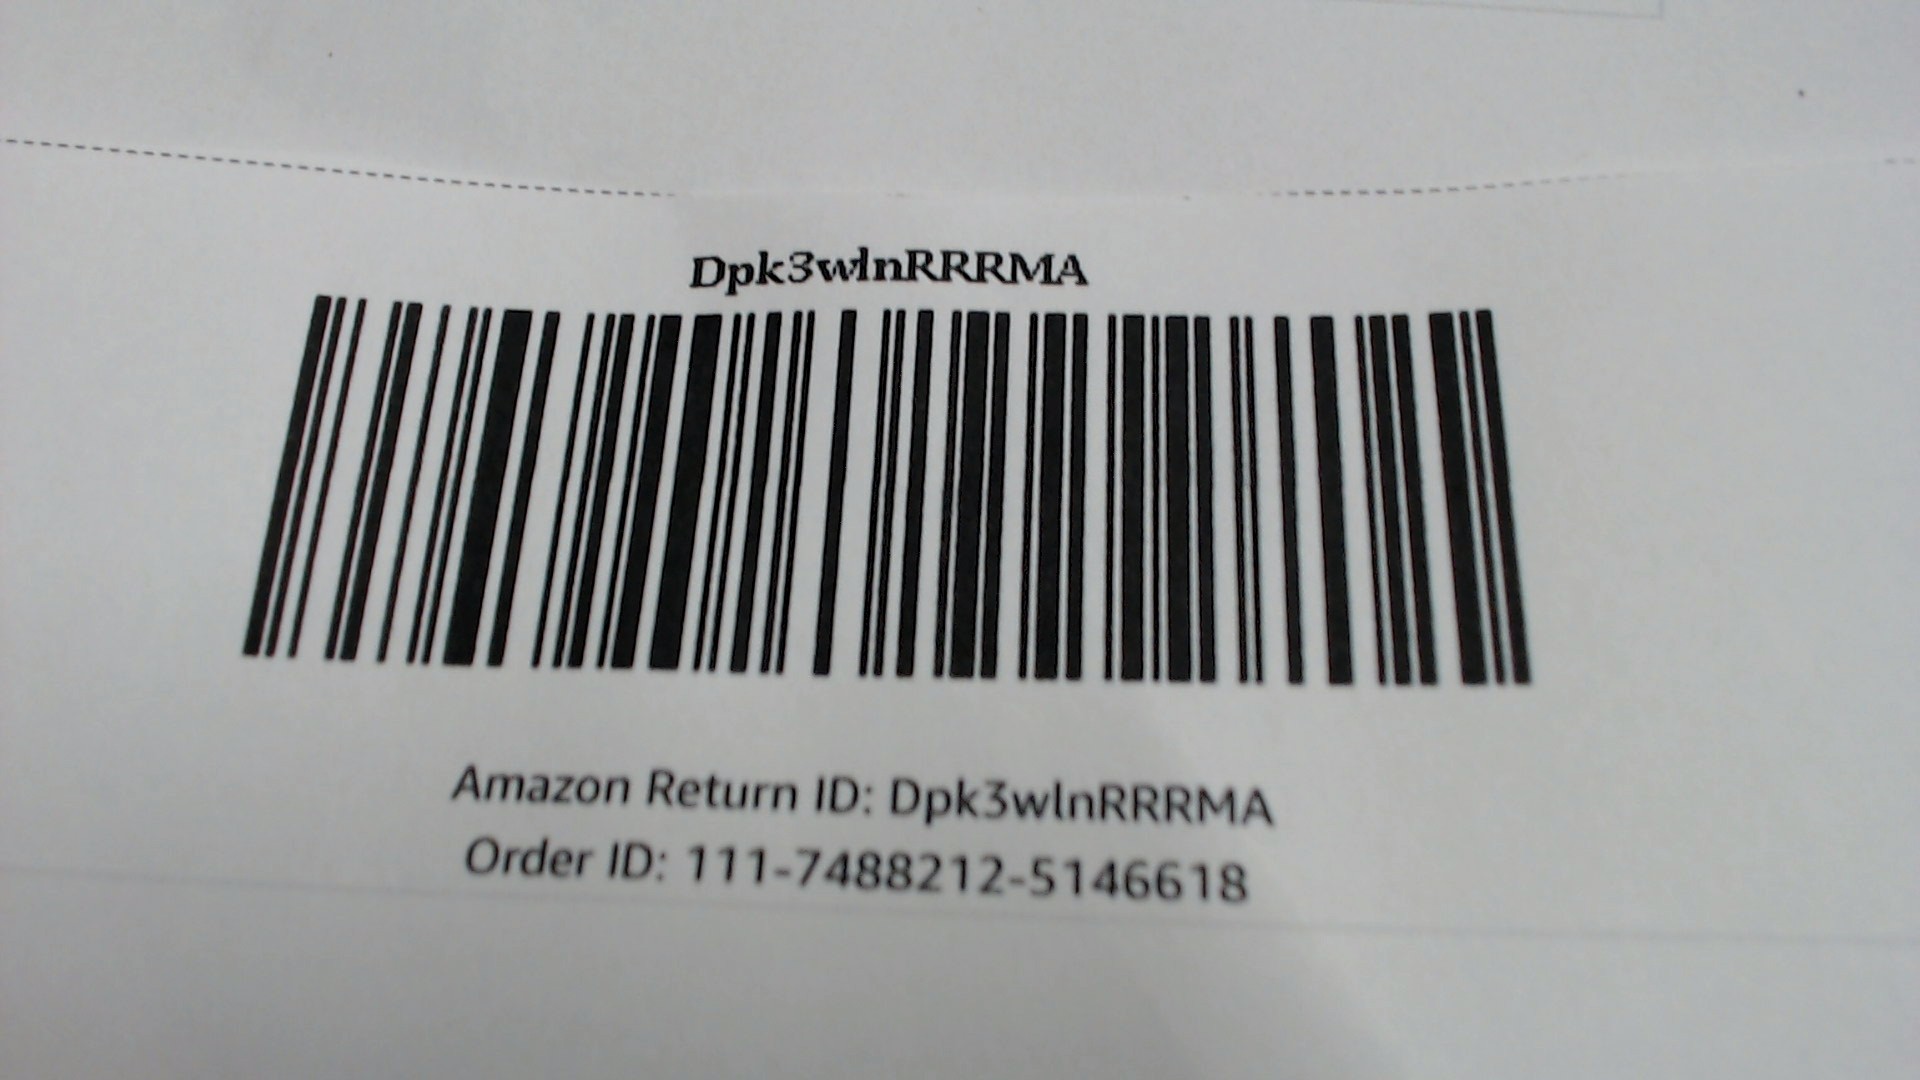 Dpk3wlnRRRMA
Amazon Return ID: Dpk3wlnRRRMA
Order ID: 111-7488212-5146618